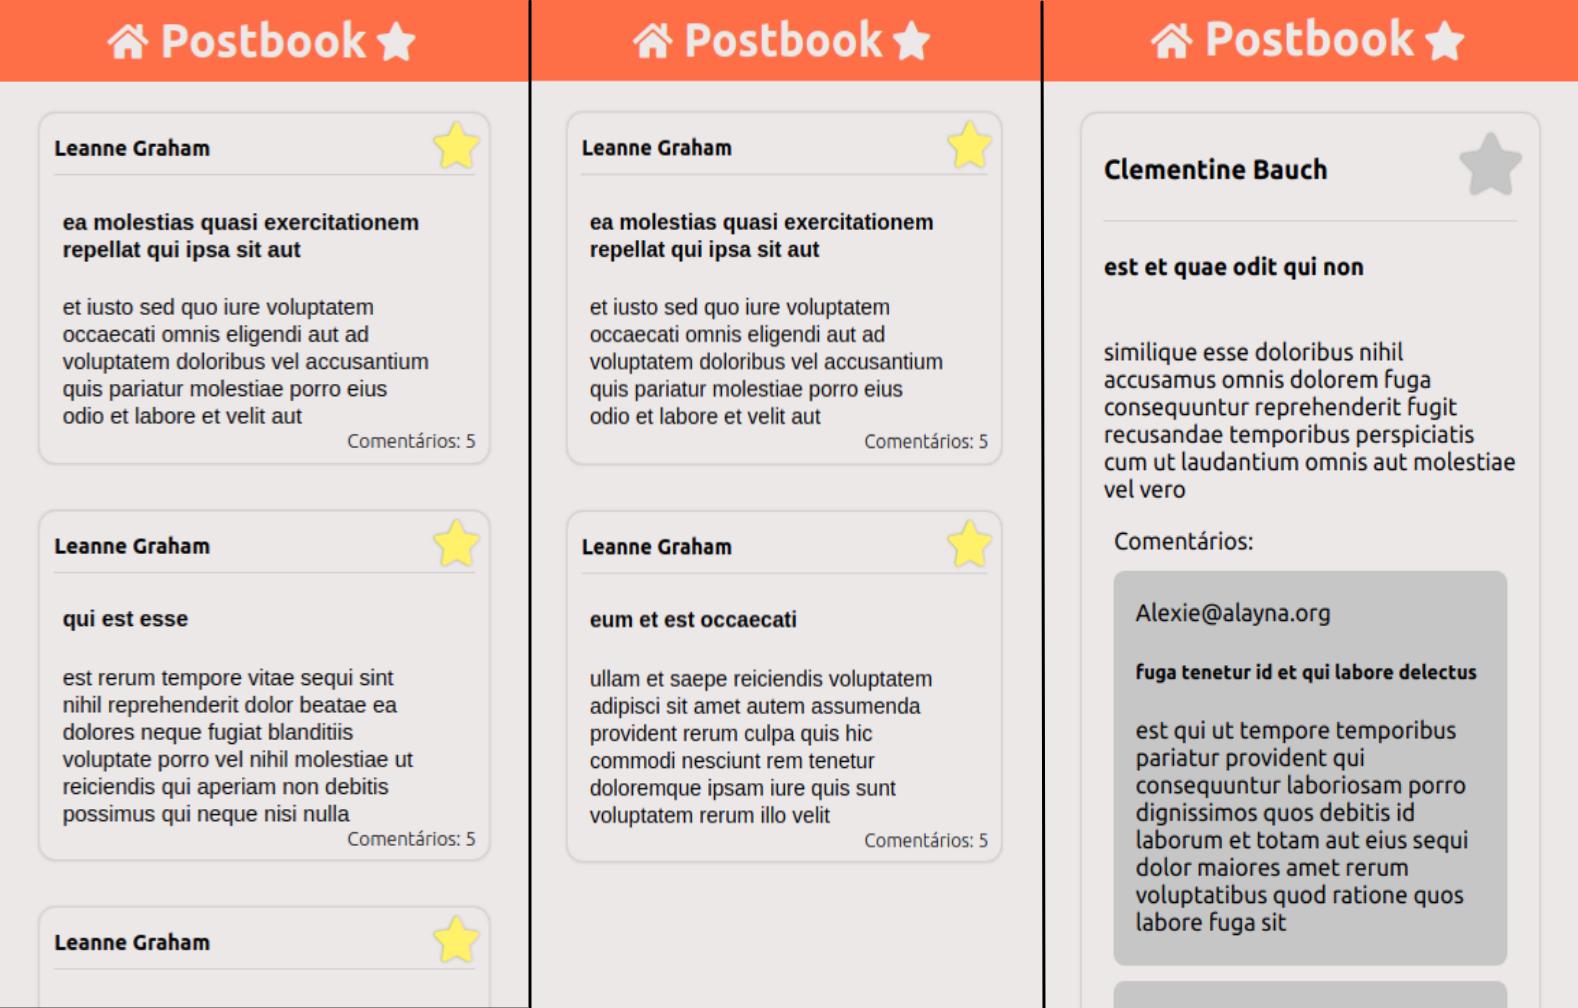 Postbook
Leanne Graham
ea molestias quasi exercitationem
repellat qui ipsa sit aut
et iusto sed quo iure voluptatem
occaecati omnis eligendi aut ad
voluptatem doloribus vel accusantium
quis pariatur molestiae porro eius
odio et labore et velit aut
Comentários: 5
Leanne Graham
qui est esse
est rerum tempore vitae sequi sint
nihil reprehenderit dolor beatae ea
dolores neque fugiat blanditiis
voluptate porro vel nihil molestiae ut
reiciendis qui aperiam non debitis
possimus qui neque nisi nulla
Comentários: 5
Leanne Graham
Postbook
Leanne Graham
ea molestias quasi exercitationem
repellat qui ipsa sit aut
et iusto sed quo iure voluptatem
occaecati omnis eligendi aut ad
voluptatem doloribus vel accusantium
quis pariatur molestiae porro eius
odio et labore et velit aut
Comentários: 5
Leanne Graham
eum et est occaecati
ullam et saepe reiciendis voluptatem
adipisci sit amet autem assumenda
provident rerum culpa quis hic
commodi nesciunt rem tenetur
doloremque ipsam iure quis sunt
voluptatem rerum illo velit
Comentários: 5
Postbook
Clementine Bauch
est et quae odit qui non
similique esse doloribus nihil
accusamus omnis dolorem fuga
consequuntur reprehenderit fugit
recusandae temporibus perspiciatis
cum ut laudantium omnis aut molestiae
vel vero
Comentários:
Alexie@alayna.org
fuga tenetur id et qui labore delectus
est qui ut tempore temporibus
pariatur provident qui
consequuntur laboriosam porro
dignissimos quos debitis id
laborum et totam aut eius sequi
dolor maiores amet rerum
voluptatibus quod ratione quos
labore fuga sit